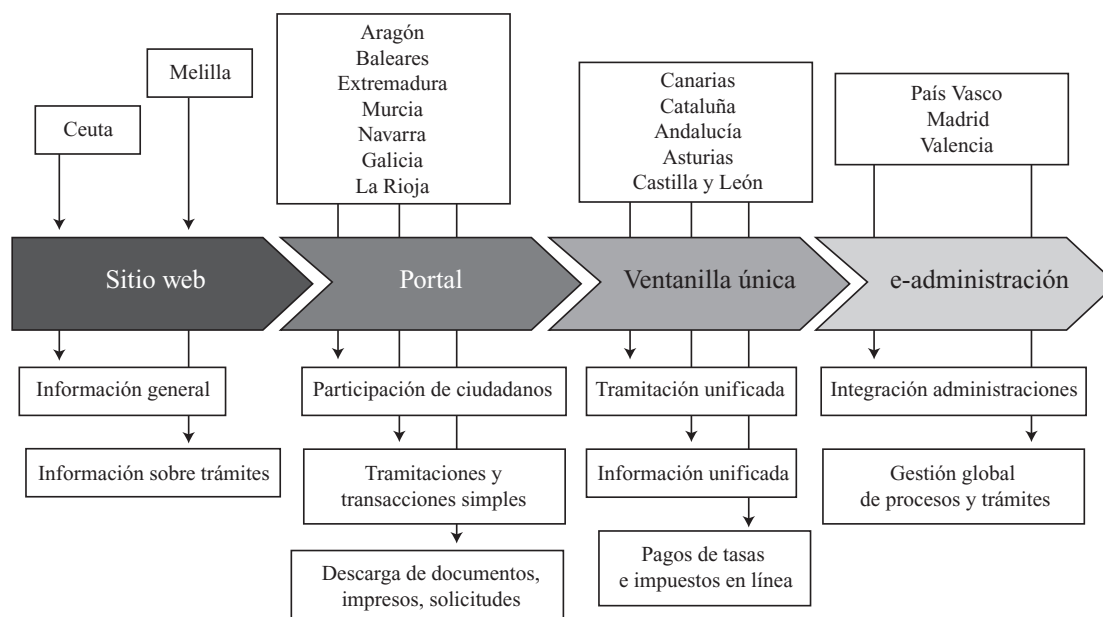 Ceuta
Melilla
Aragón
Baleares
Extremadura
Murcia
Navarra
Galicia
La Rioja
Canarias
Cataluña
Andalucía
Asturias
Castilla y León
País Vasco
Madrid
Valencia
Sitio web
Portal
Ventanilla única
e-administración
Información general
Información sobre trámites
Participación de ciudadanos
Tramitaciones y
transacciones simples
Descarga de documentos,
impresos, solicitudes
Tramitación unificada
Información unificada
Pagos de tasas
e impuestos en línea
Integración administraciones
Gestión global
de procesos y trámites